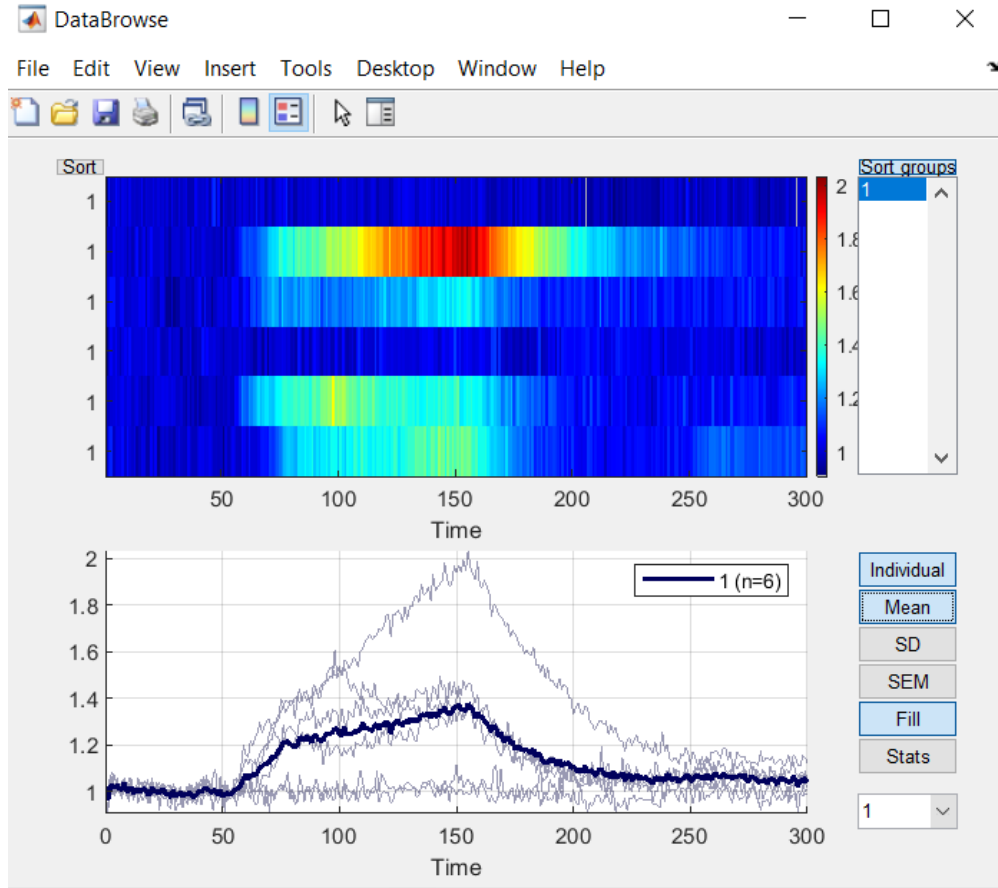 DataBrowse
File Edit View Insert Tools Desktop Window Help
Sort
Sort groups
1
1
1
1
1
1
50 100 150 200 250 300
Time
2
1.8
1.6
1.4
1.2
1
1
2
1.8
1.6
1.4
1.2
1
0 50 100 150 200 250 300
Time
1 (n=6)
Individual
Mean
SD
SEM
Fill
Stats
1